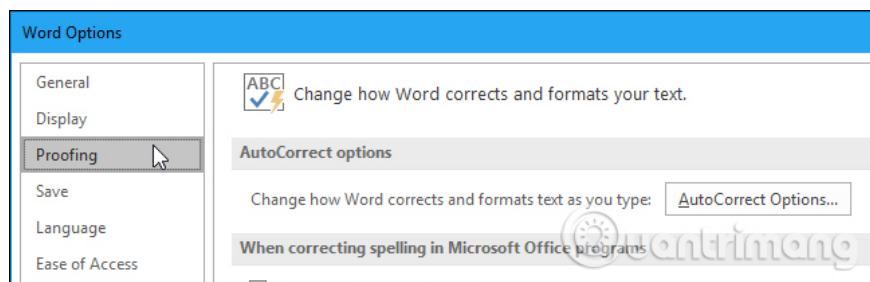 Word Options
General
Display
Proofing
Save
Language
Ease of Access
ABC
Change how Word corrects and formats your text.
AutoCorrect options
Change how Word corrects and formats text as you type: AutoCorrect Options...
When correcting spelling in Microsoft Office programs
uantrimang